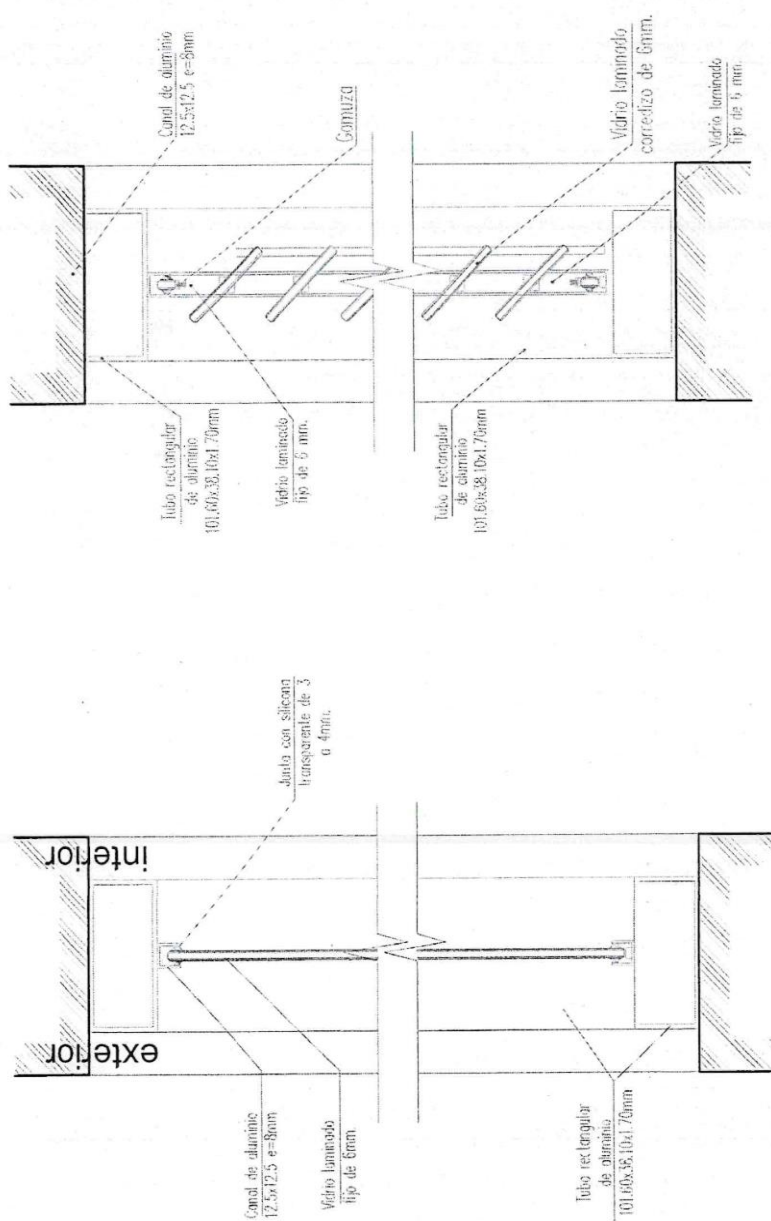 Canal de aluminio
12.5x12.5 e=8mm
Gamuza
Vidrio laminado
corredizo de 6mm.
Vidrio laminado
fijo de 6 mm.
Tubo rectangular
de aluminio
101.60x38.10x1.70mm
Vidrio laminado
fijo de 6 mm.
Tubo rectangular
de aluminio
101.60x38.10x1.70mm
Junta con silicona
transparente de 3
a 4mm.
interior
exterior
Canal de aluminio
12.5x12.5 e=8mm
Vidrio laminado
fijo de 6mm.
Tubo rectangular
de aluminio
101.60x38.10x1.70mm